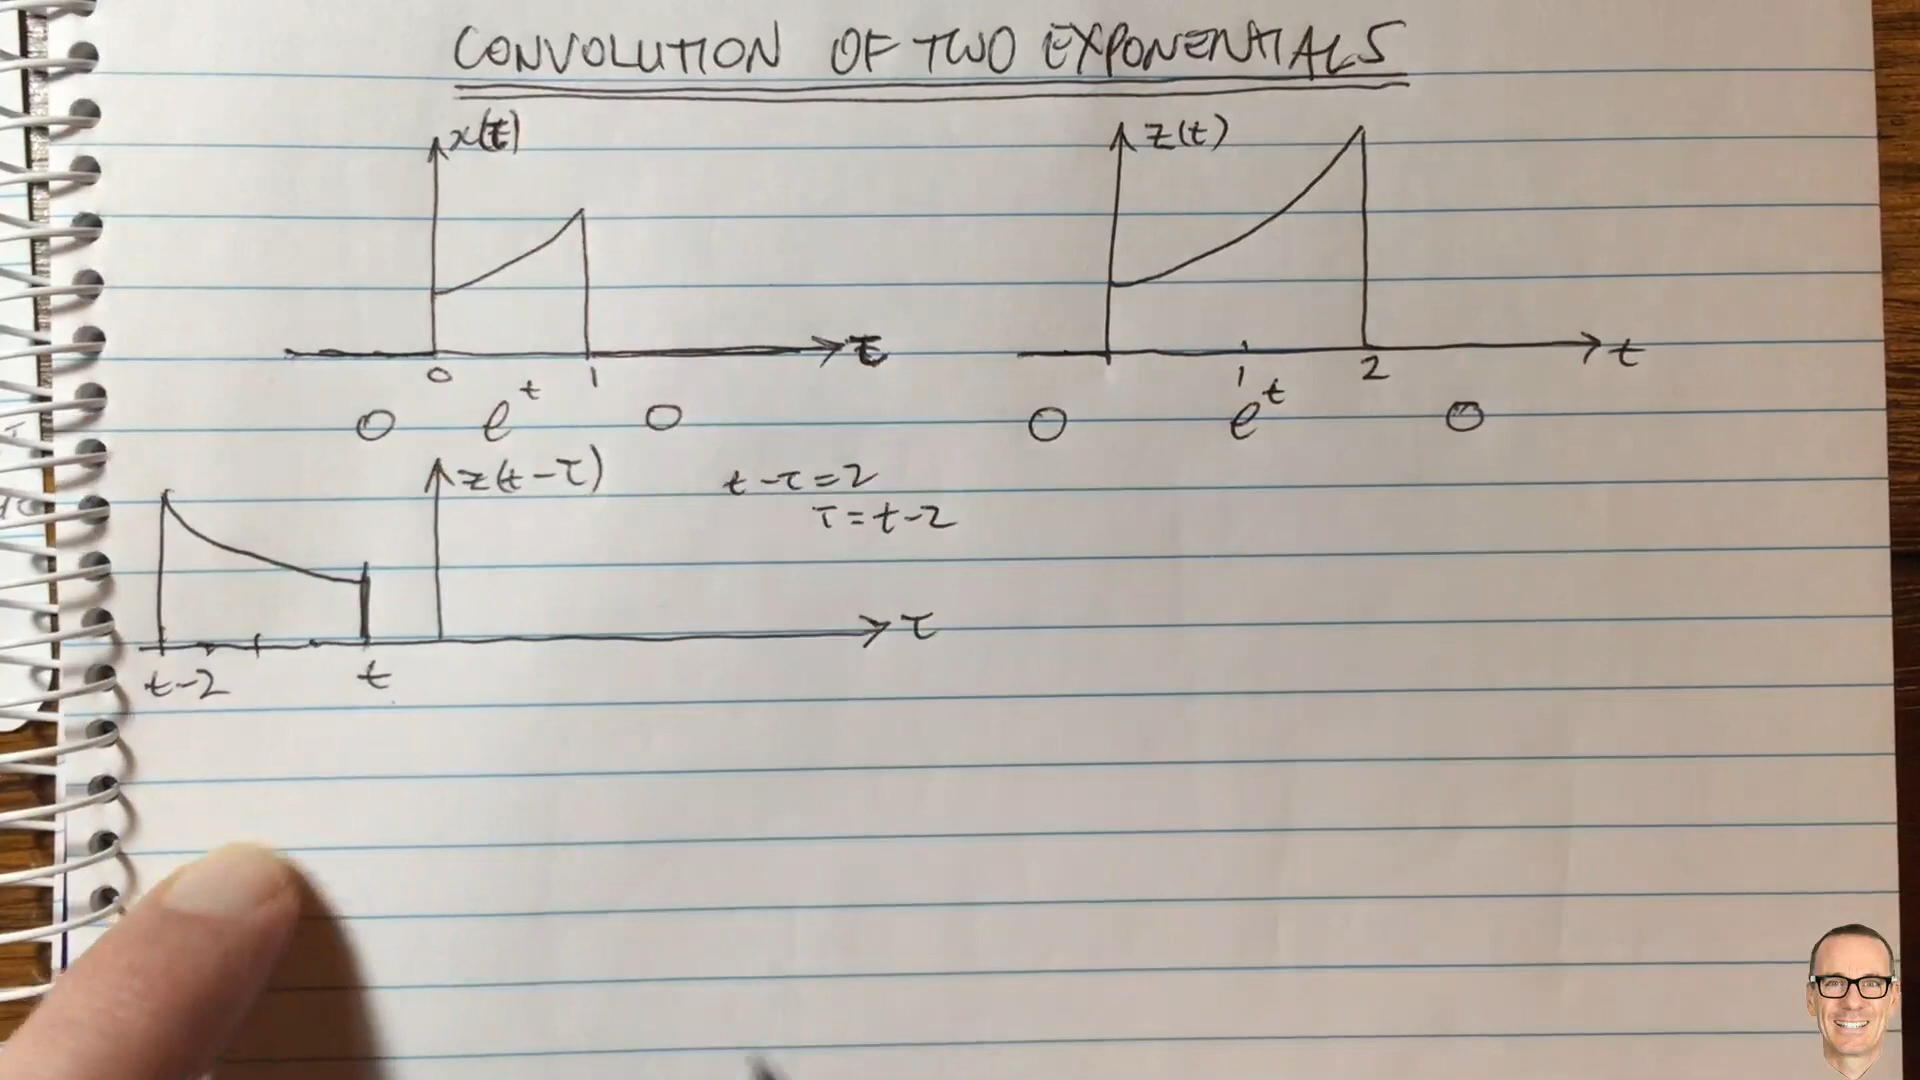 CONVOLUTION OF TWO EXPONENTIALS
x(t)
z(t)
τ
t
0 1
1 2
0 e^t 0
0 e^t 0
z(t-τ)
t-τ=2
τ=t-2
τ
t-2 t